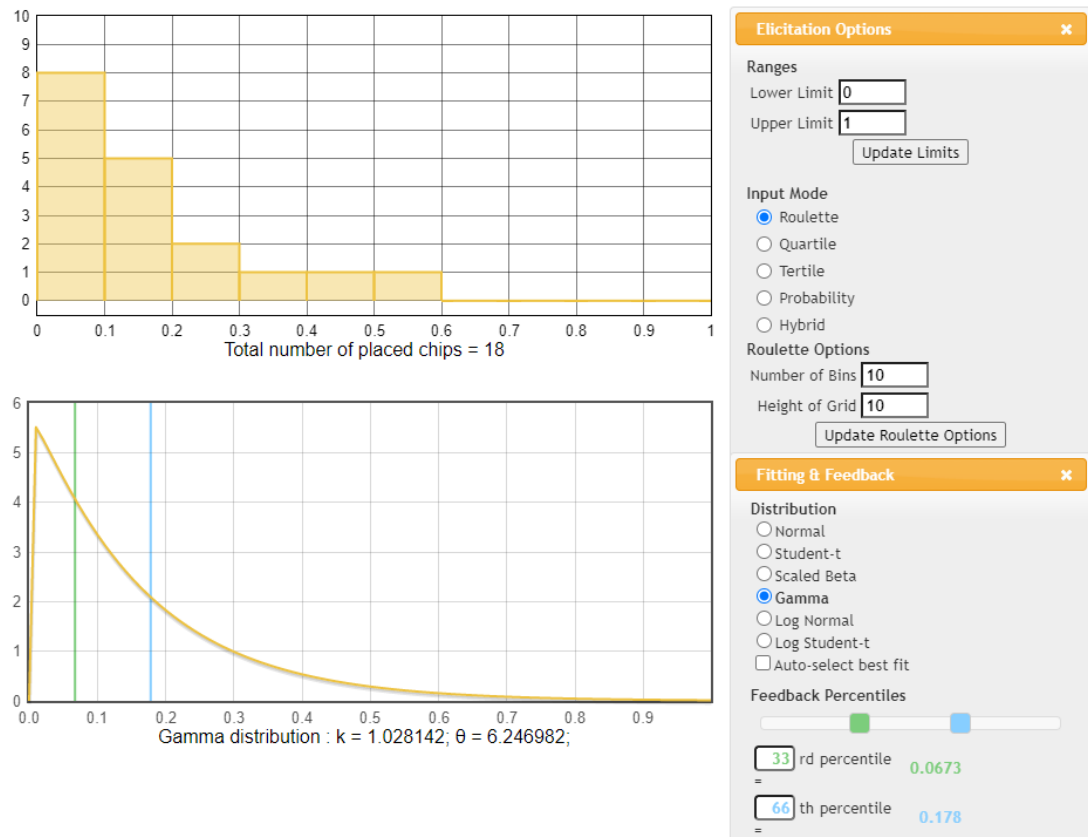 10
9
8
7
6
5
4
3
2
1
0
0 0.1 0.2 0.3 0.4 0.5 0.6 0.7 0.8 0.9 1
Total number of placed chips = 18
6
5
4
3
2
1
0
0.0 0.1 0.2 0.3 0.4 0.5 0.6 0.7 0.8 0.9
Gamma distribution : k = 1.028142; θ = 6.246982;
Elicitation Options
Ranges
Lower Limit 0
Upper Limit 1
Update Limits
Input Mode
Roulette
Quartile
Tertile
Probability
Hybrid
Roulette Options
Number of Bins 10
Height of Grid 10
Update Roulette Options
Fitting & Feedback
Distribution
Normal
Student-t
Scaled Beta
Gamma
Log Normal
Log Student-t
Auto-select best fit
Feedback Percentiles
33 rd percentile 0.0673
=
66 th percentile 0.178
=